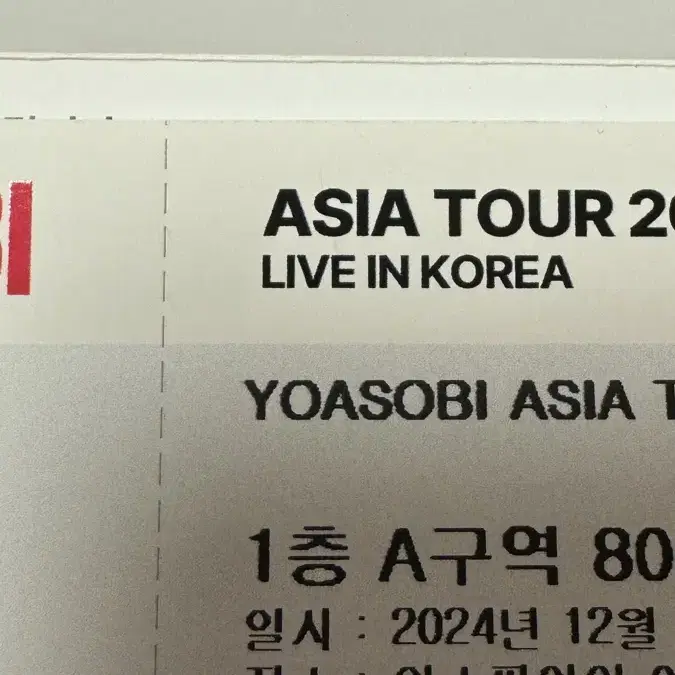 BI
ASIA TOUR 20
LIVE IN KOREA
YOASOBI ASIA T
1층 A구역 80
일시 : 2024년 12월